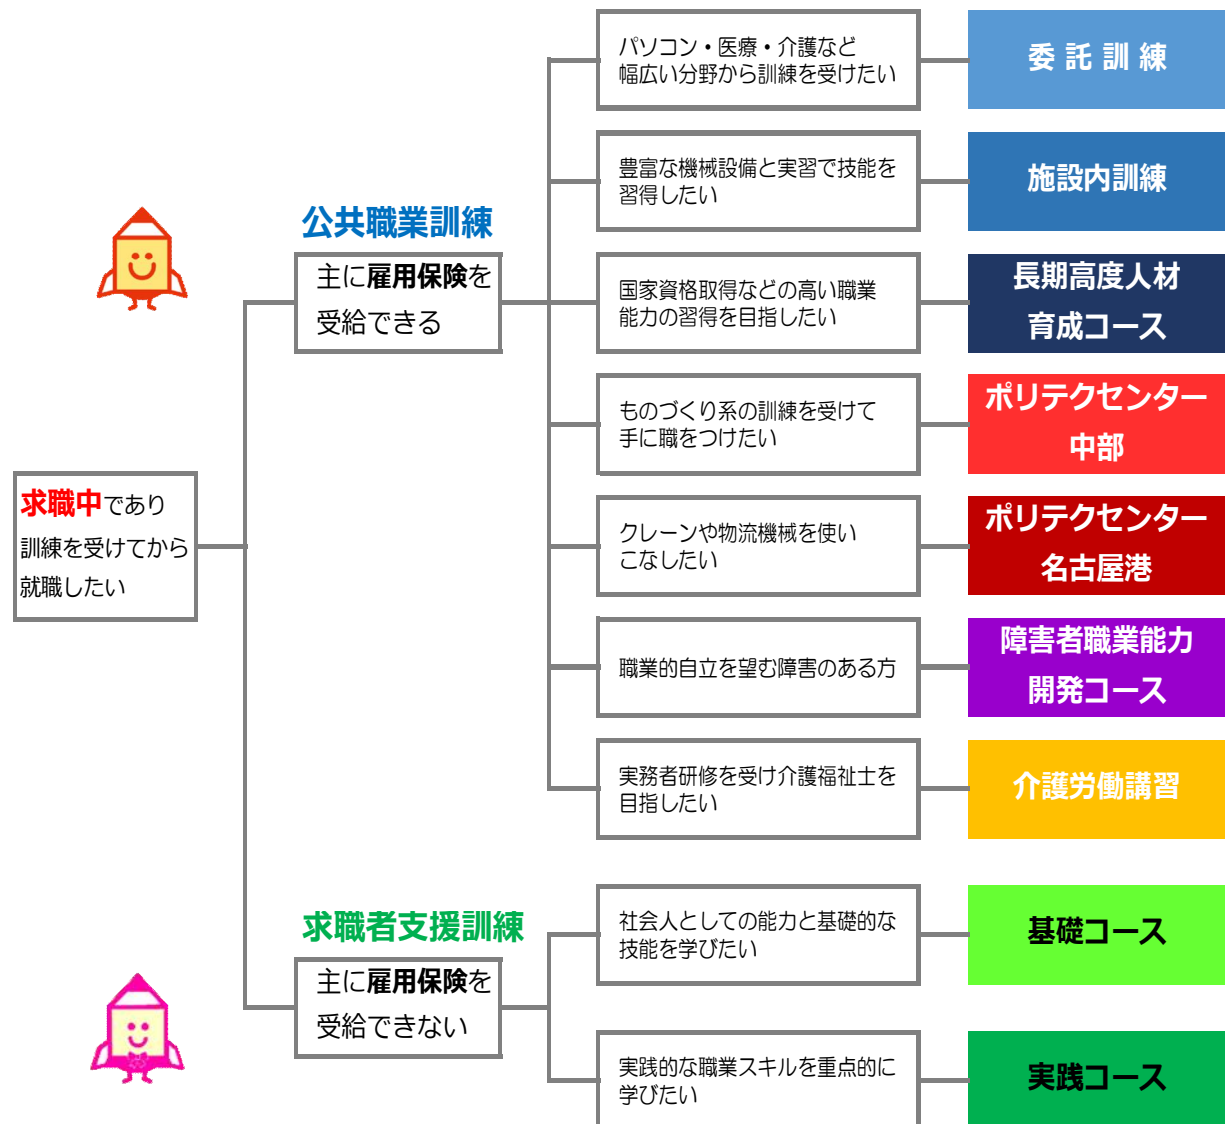 求職中であり
訓練を受けてから
就職したい
公共職業訓練
主に雇用保険を
受給できる
パソコン・医療・介護など
幅広い分野から訓練を受けたい
委託訓練
豊富な機械設備と実習で技能を
習得したい
施設内訓練
国家資格取得などの高い職業
能力の習得を目指したい
長期高度人材
育成コース
ものづくり系の訓練を受けて
手に職をつけたい
ポリテクセンター
中部
クレーンや物流機械を使い
こなしたい
ポリテクセンター
名古屋港
職業的自立を望む障害のある方
障害者職業能力
開発コース
実務者研修を受け介護福祉士を
目指したい
介護労働講習
求職者支援訓練
主に雇用保険を
受給できない
社会人としての能力と基礎的な
技能を学びたい
基礎コース
実践的な職業スキルを重点的に
学びたい
実践コース